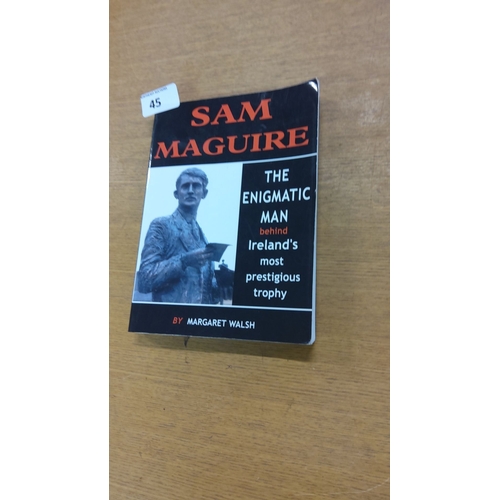 45
SAM
MAGUIRE
THE
ENIGMATIC
MAN
behind
Ireland's
most
prestigious
trophy
BY MARGARET WALSH